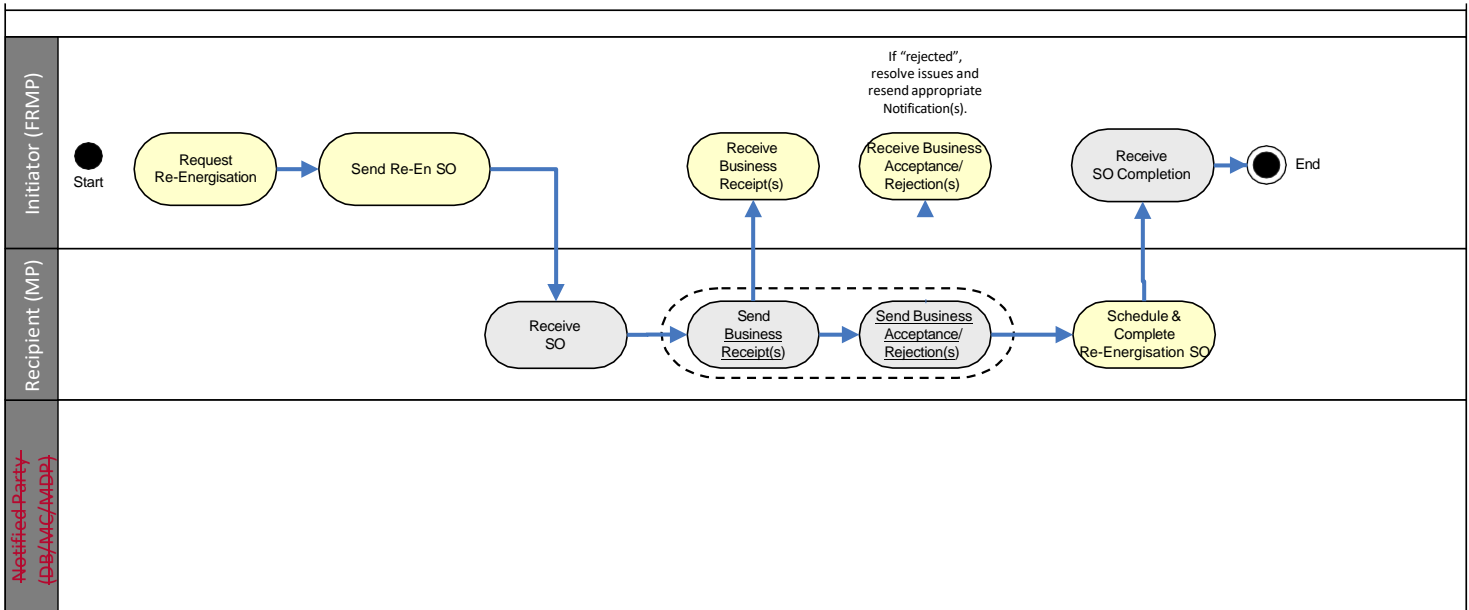 Initiator (FRMP)
Start
Request
Re-Energisation
Send Re-En SO
Receive
Business
Receipt(s)
If “rejected”,
resolve issues and
resend appropriate
Notification(s).
Receive Business
Acceptance/
Rejection(s)
Receive
SO Completion
End
Recipient (MP)
Receive
SO
Send
Business
Receipt(s)
Send Business
Acceptance/
Rejection(s)
Schedule &
Complete
Re-Energisation SO
Notified Party
(DB/MC/MDP)